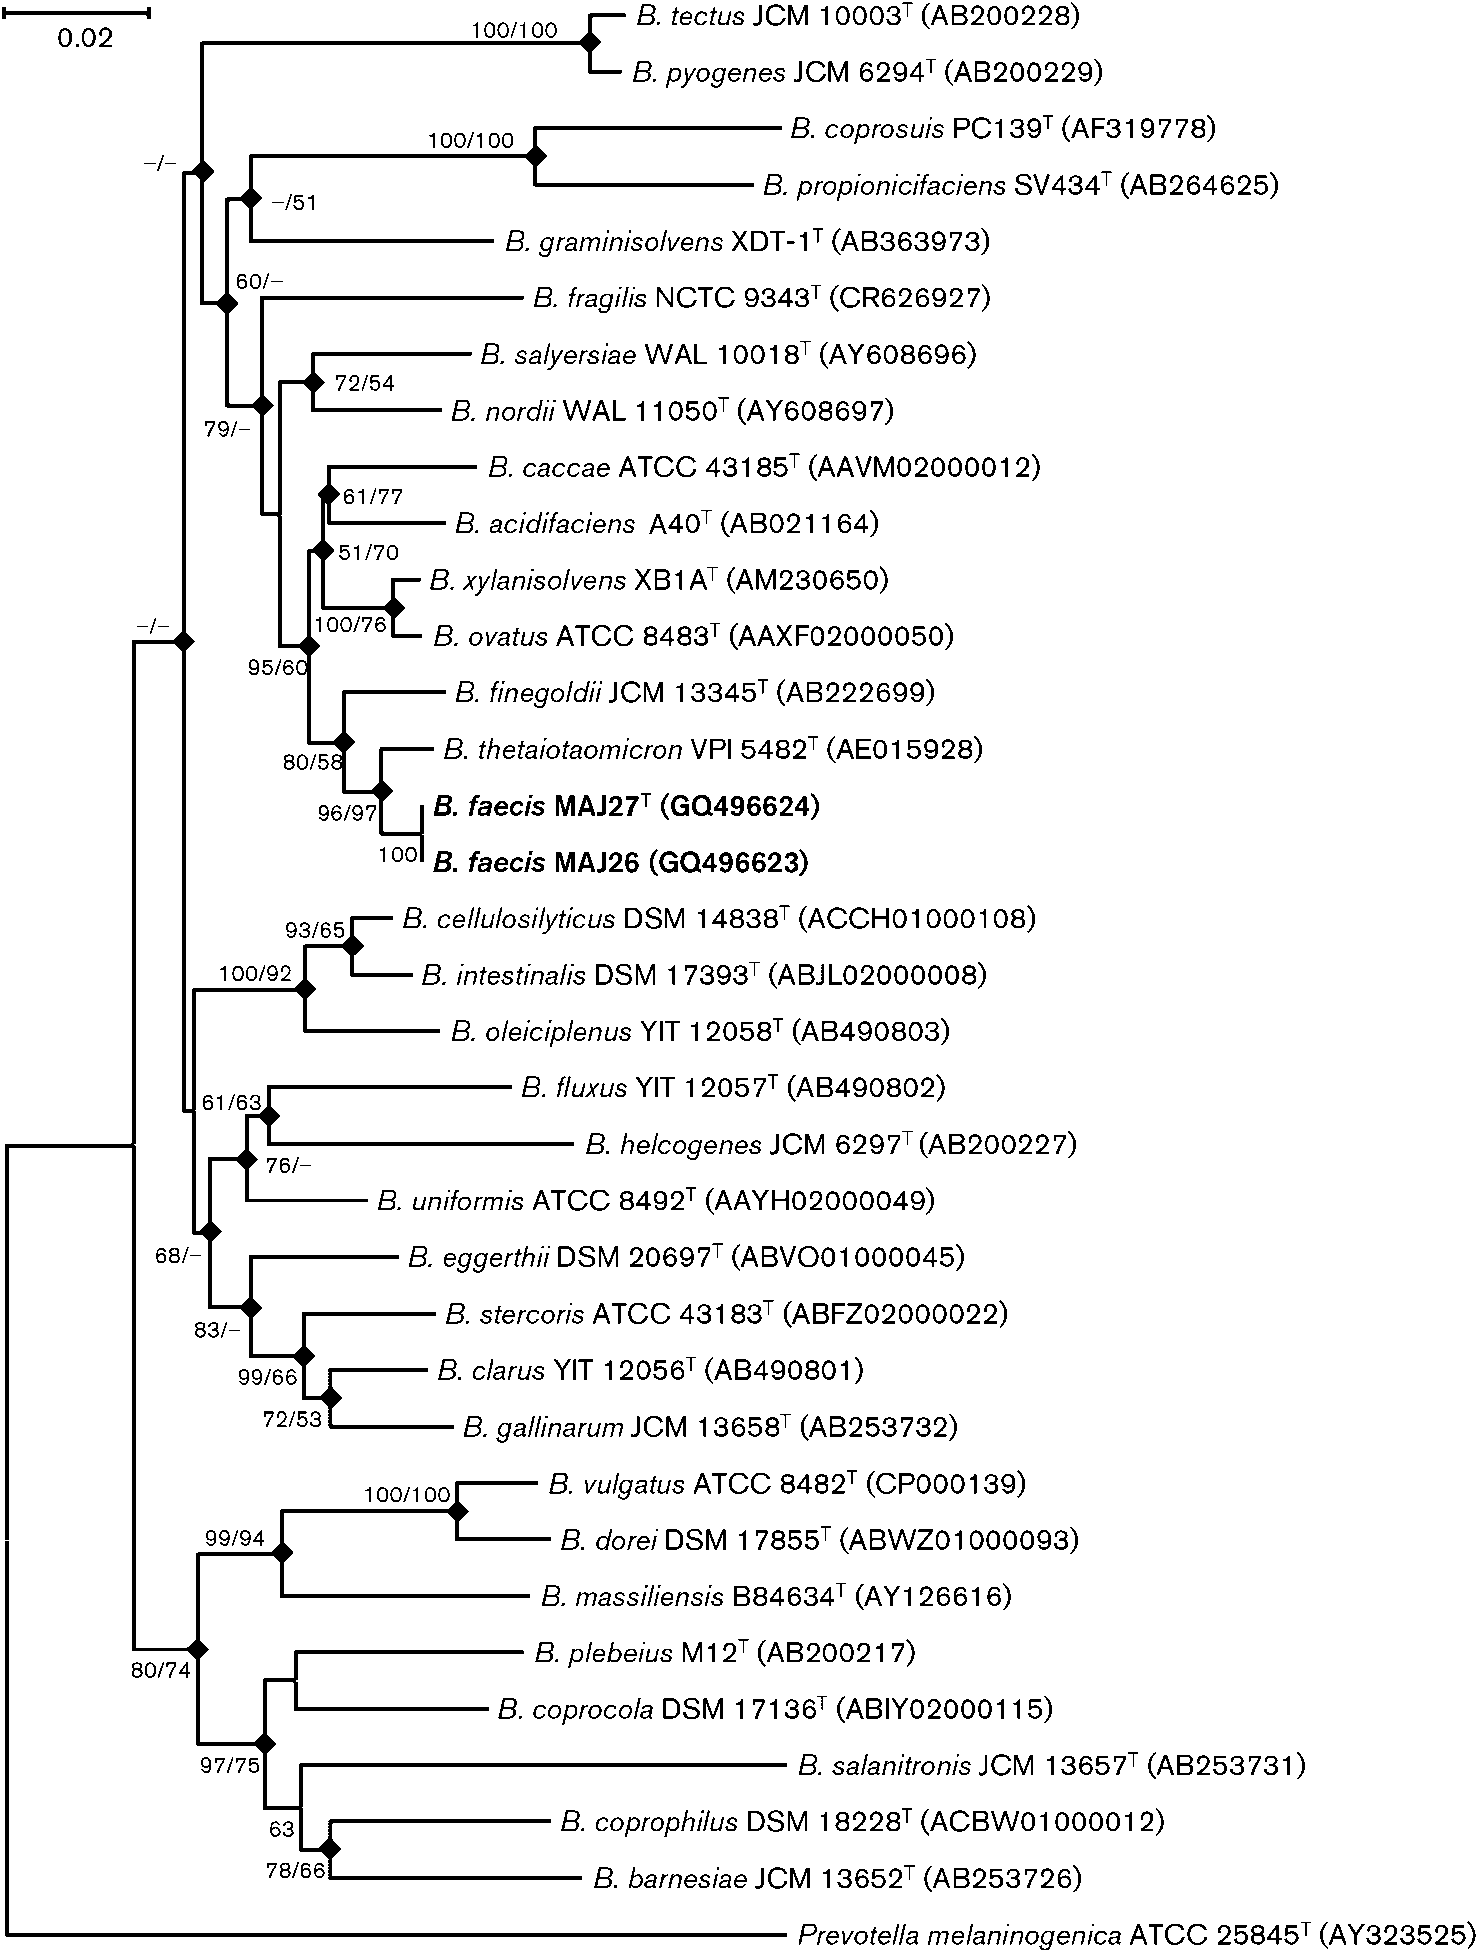 100/100 B. tectus JCM 10003ᵀ (AB200228)
0.02
B. pyogenes JCM 6294ᵀ (AB200229)
B. coprosuis PC139ᵀ (AF319778)
100/100
–/–
B. propionicifaciens SV434ᵀ (AB264625)
–/51
B. graminisolvens XDT-1ᵀ (AB363973)
60/–
B. fragilis NCTC 9343ᵀ (CR626927)
B. salyersiae WAL 10018ᵀ (AY608696)
72/54
B. nordii WAL 11050ᵀ (AY608697)
79/–
B. caccae ATCC 43185ᵀ (AAVM02000012)
61/77
B. acidifaciens A40ᵀ (AB021164)
51/70
B. xylanisolvens XB1Aᵀ (AM230650)
100/76
–/–
B. ovatus ATCC 8483ᵀ (AAXF02000050)
95/60
B. finegoldii JCM 13345ᵀ (AB222699)
B. thetaiotaomicron VPI 5482ᵀ (AE015928)
80/58
B. faecis MAJ27ᵀ (GQ496624)
96/97
100
B. faecis MAJ26 (GQ496623)
B. cellulosilyticus DSM 14838ᵀ (ACCH01000108)
93/65
B. intestinalis DSM 17393ᵀ (ABJL02000008)
100/92
B. oleiciplenus YIT 12058ᵀ (AB490803)
B. fluxus YIT 12057ᵀ (AB490802)
61/63
B. helcogenes JCM 6297ᵀ (AB200227)
76/–
B. uniformis ATCC 8492ᵀ (AAYH02000049)
68/–
B. eggerthii DSM 20697ᵀ (ABVO01000045)
B. stercoris ATCC 43183ᵀ (ABFZ02000022)
83/–
B. clarus YIT 12056ᵀ (AB490801)
99/66
72/53
B. gallinarum JCM 13658ᵀ (AB253732)
B. vulgatus ATCC 8482ᵀ (CP000139)
100/100
99/94
B. dorei DSM 17855ᵀ (ABWZ01000093)
B. massiliensis B84634ᵀ (AY126616)
B. plebeius M12ᵀ (AB200217)
80/74
B. coprocola DSM 17136ᵀ (ABIY02000115)
97/75
B. salanitronis JCM 13657ᵀ (AB253731)
B. coprophilus DSM 18228ᵀ (ACBW01000012)
63
78/66
B. barnesiae JCM 13652ᵀ (AB253726)
Prevotella melaninogenica ATCC 25845ᵀ (AY323525)